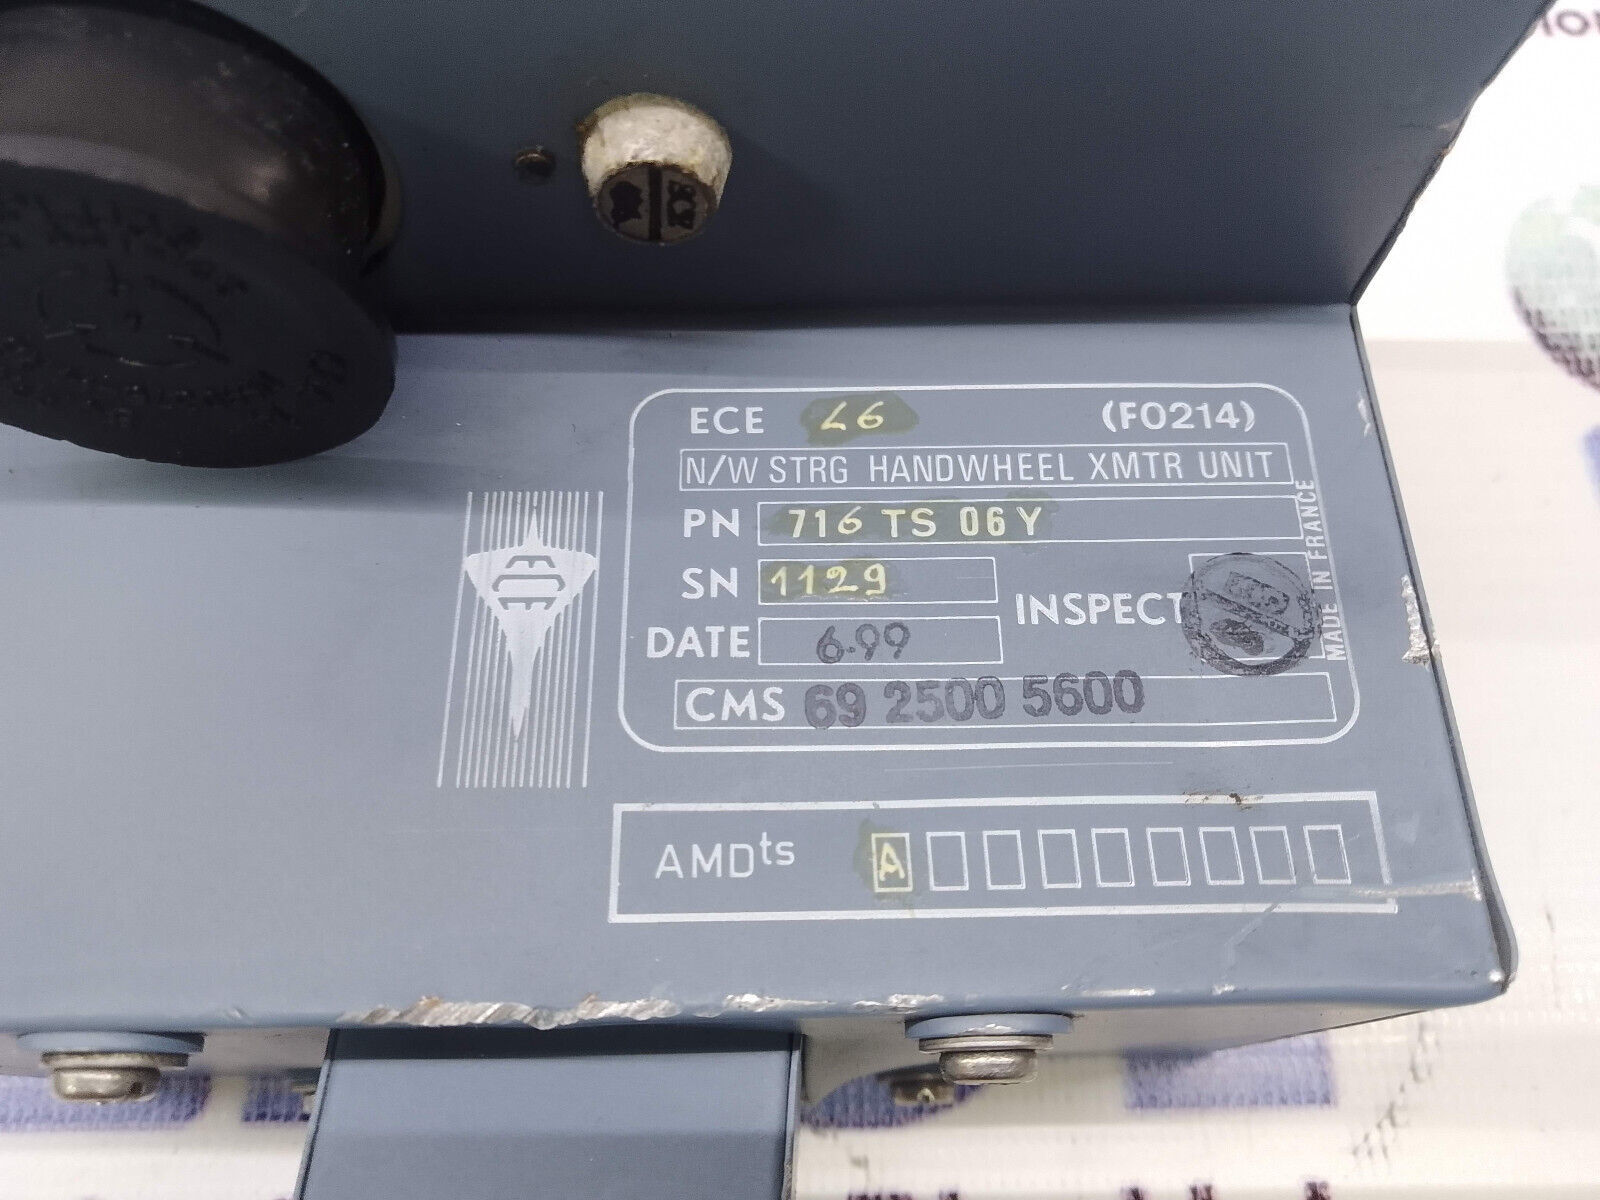 ECE L6 (F0214)
N/W STRG HANDWHEEL XMTR UNIT
PN 716 TS 06 Y
SN 1129
INSPECT
DATE 6.99
CMS 69 2500 5600
MADE IN FRANCE
AMDts A